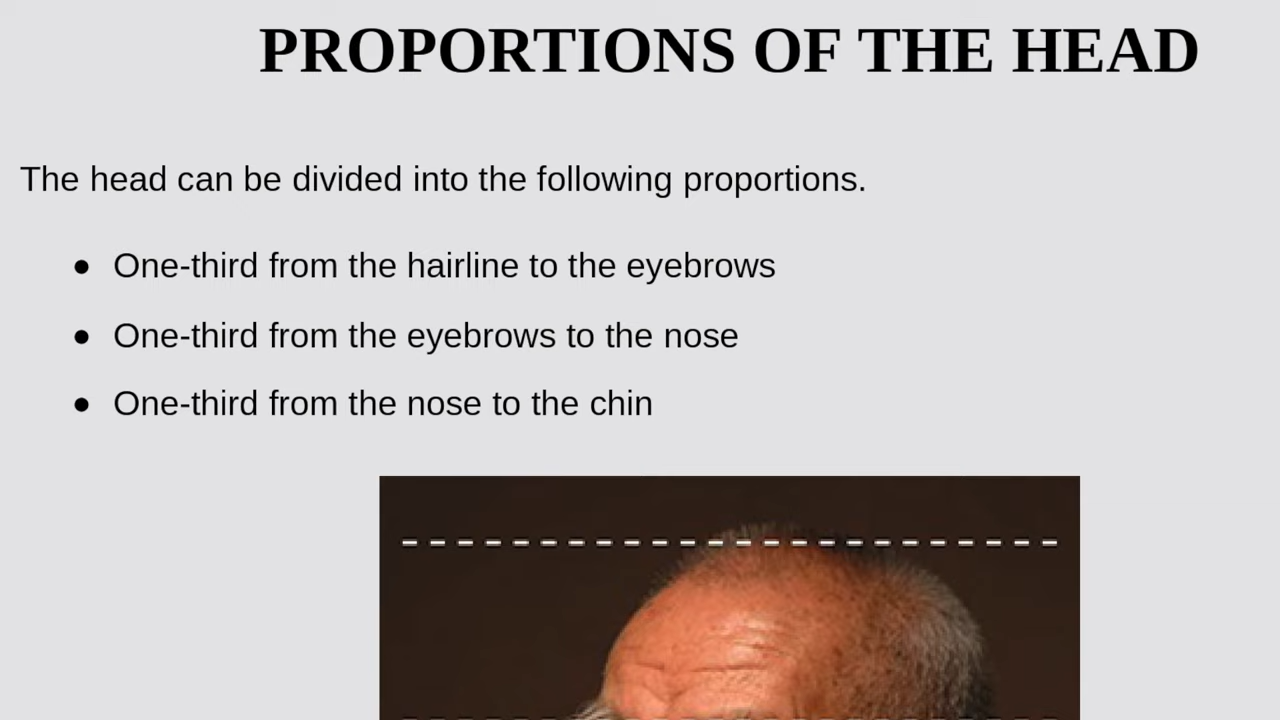 PROPORTIONS OF THE HEAD
The head can be divided into the following proportions.
● One-third from the hairline to the eyebrows
● One-third from the eyebrows to the nose
● One-third from the nose to the chin